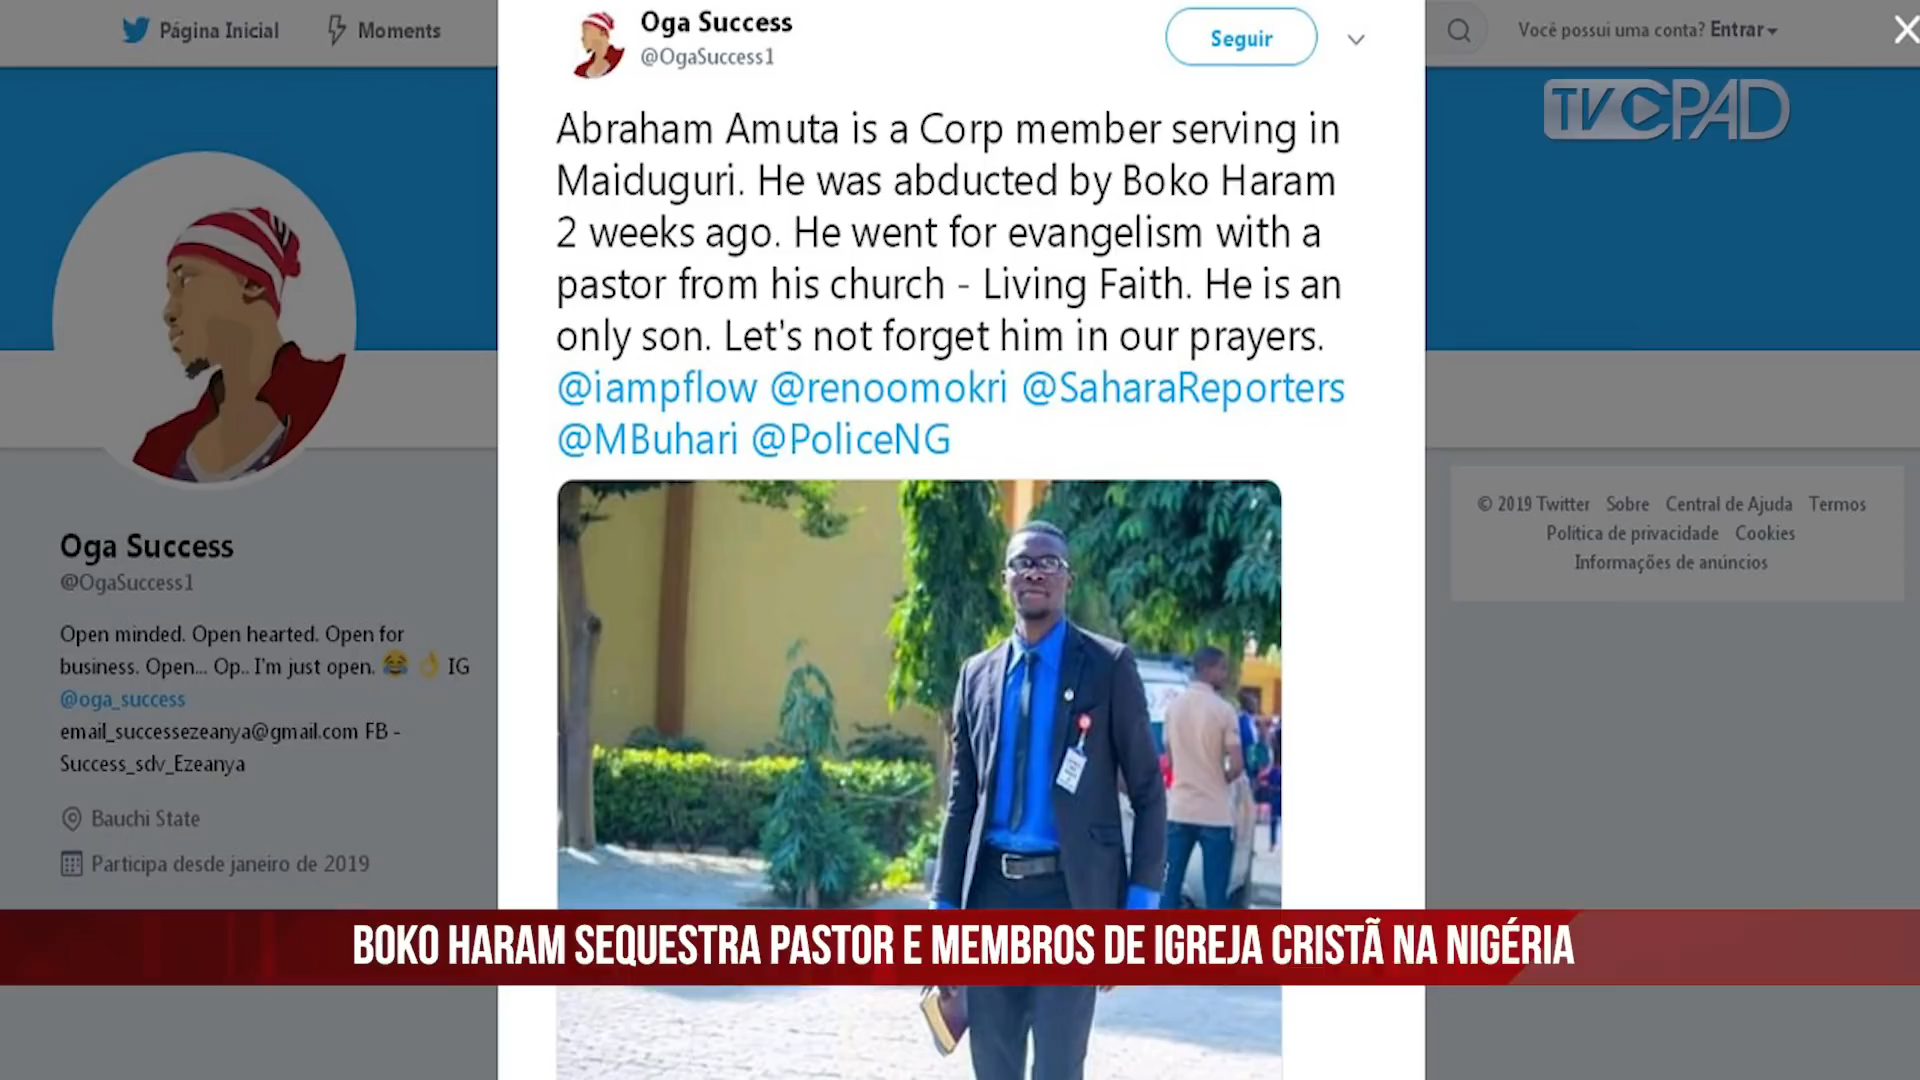 Página Inicial
Moments
Oga Success
@OgaSuccess1
Seguir
Você possui uma conta? Entrar
TVCPAD
Abraham Amuta is a Corp member serving in
Maiduguri. He was abducted by Boko Haram
2 weeks ago. He went for evangelism with a
pastor from his church - Living Faith. He is an
only son. Let's not forget him in our prayers.
@iampflow @renoomokri @SaharaReporters
@MBuhari @PoliceNG
Oga Success
@OgaSuccess1
Open minded. Open hearted. Open for
business. Open... Op.. I'm just open. 😂 👌 IG
@oga_success
email_successezeanya@gmail.com FB -
Success_sdv_Ezeanya
Bauchi State
Participa desde janeiro de 2019
© 2019 Twitter Sobre Central de Ajuda Termos
Política de privacidade Cookies
Informações de anúncios
BOKO HARAM SEQUESTRA PASTOR E MEMBROS DE IGREJA CRISTÃ NA NIGÉRIA